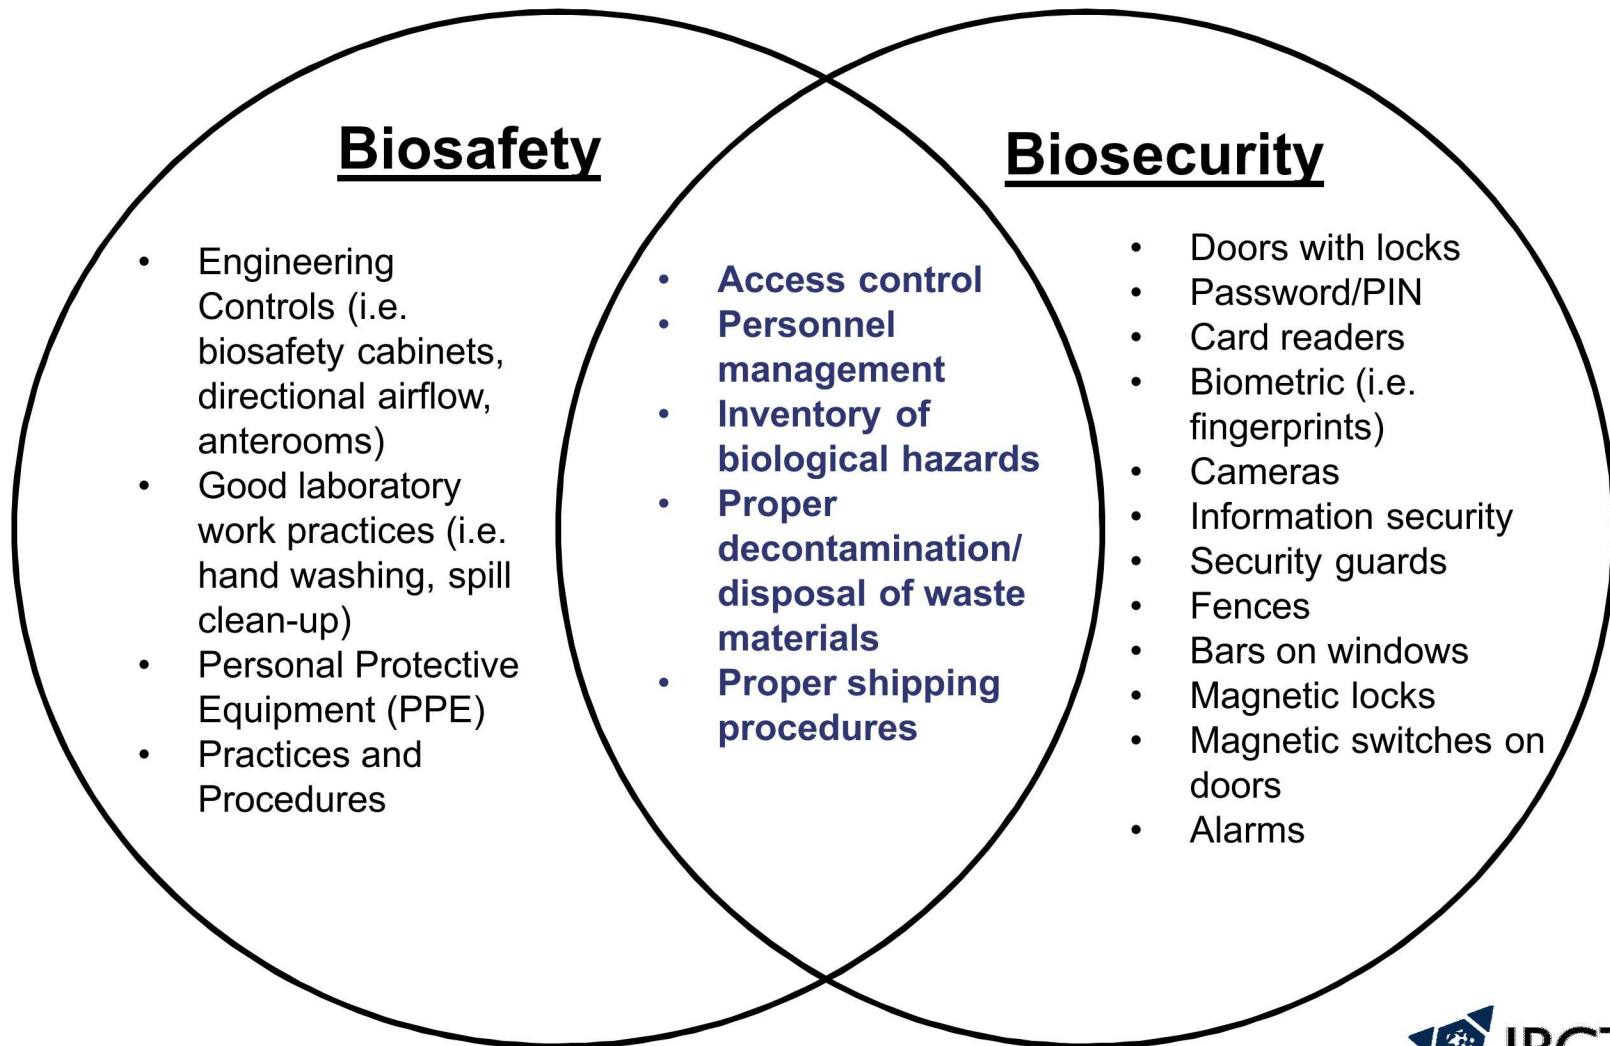 Biosafety
• Engineering
Controls (i.e.
biosafety cabinets,
directional airflow,
anterooms)
• Good laboratory
work practices (i.e.
hand washing, spill
clean-up)
• Personal Protective
Equipment (PPE)
• Practices and
Procedures
• Access control
• Personnel
management
• Inventory of
biological hazards
• Proper
decontamination/
disposal of waste
materials
• Proper shipping
procedures
Biosecurity
• Doors with locks
• Password/PIN
• Card readers
• Biometric (i.e.
fingerprints)
• Cameras
• Information security
• Security guards
• Fences
• Bars on windows
• Magnetic locks
• Magnetic switches on
doors
• Alarms